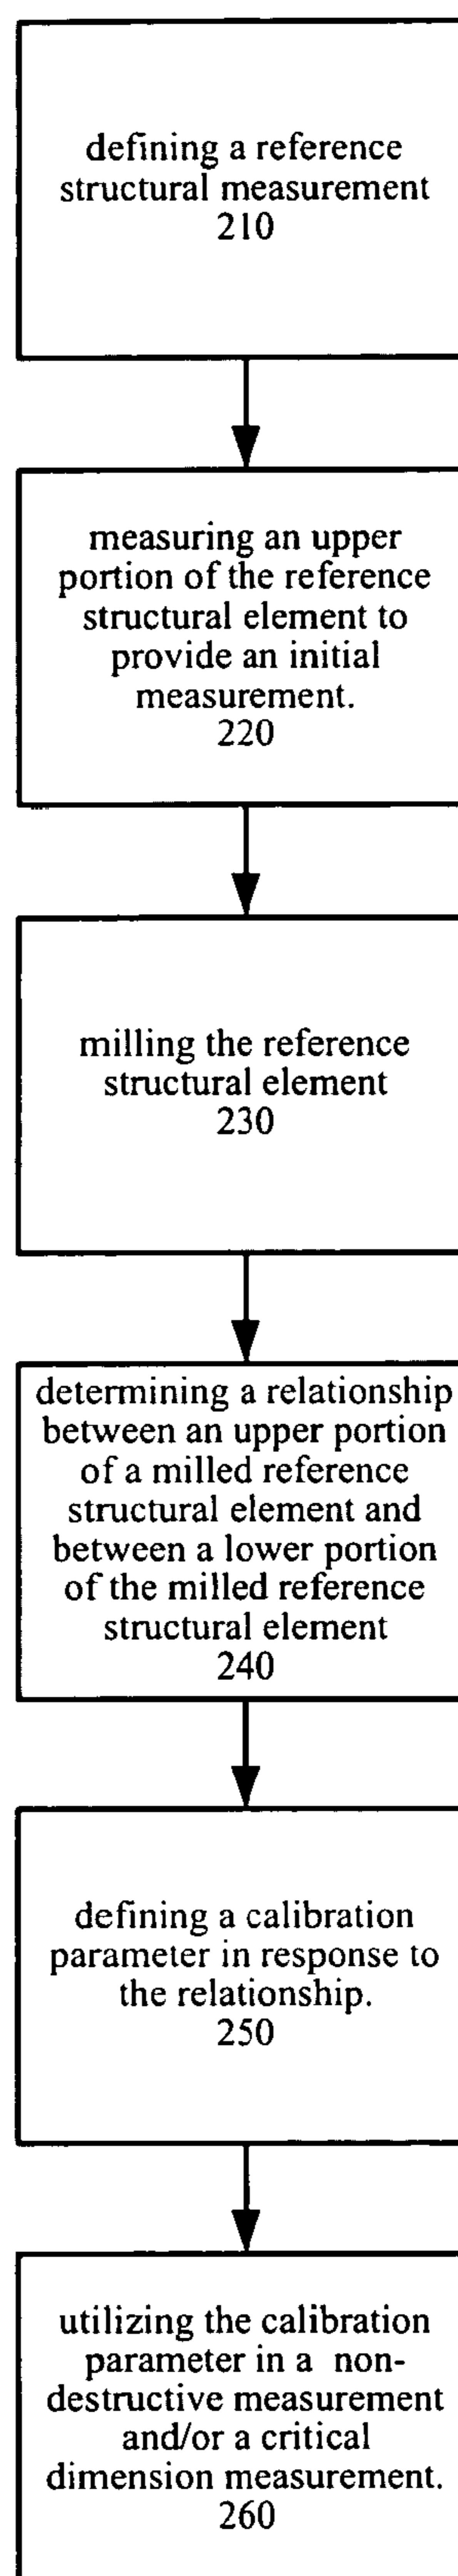 defining a reference
structural measurement
210
measuring an upper
portion of the reference
structural element to
provide an initial
measurement.
220
milling the reference
structural element
230
determining a relationship
between an upper portion
of a milled reference
structural element and
between a lower portion
of the milled reference
structural element
240
defining a calibration
parameter in response to
the relationship.
250
utilizing the calibration
parameter in a non-
destructive measurement
and/or a critical
dimension measurement.
260